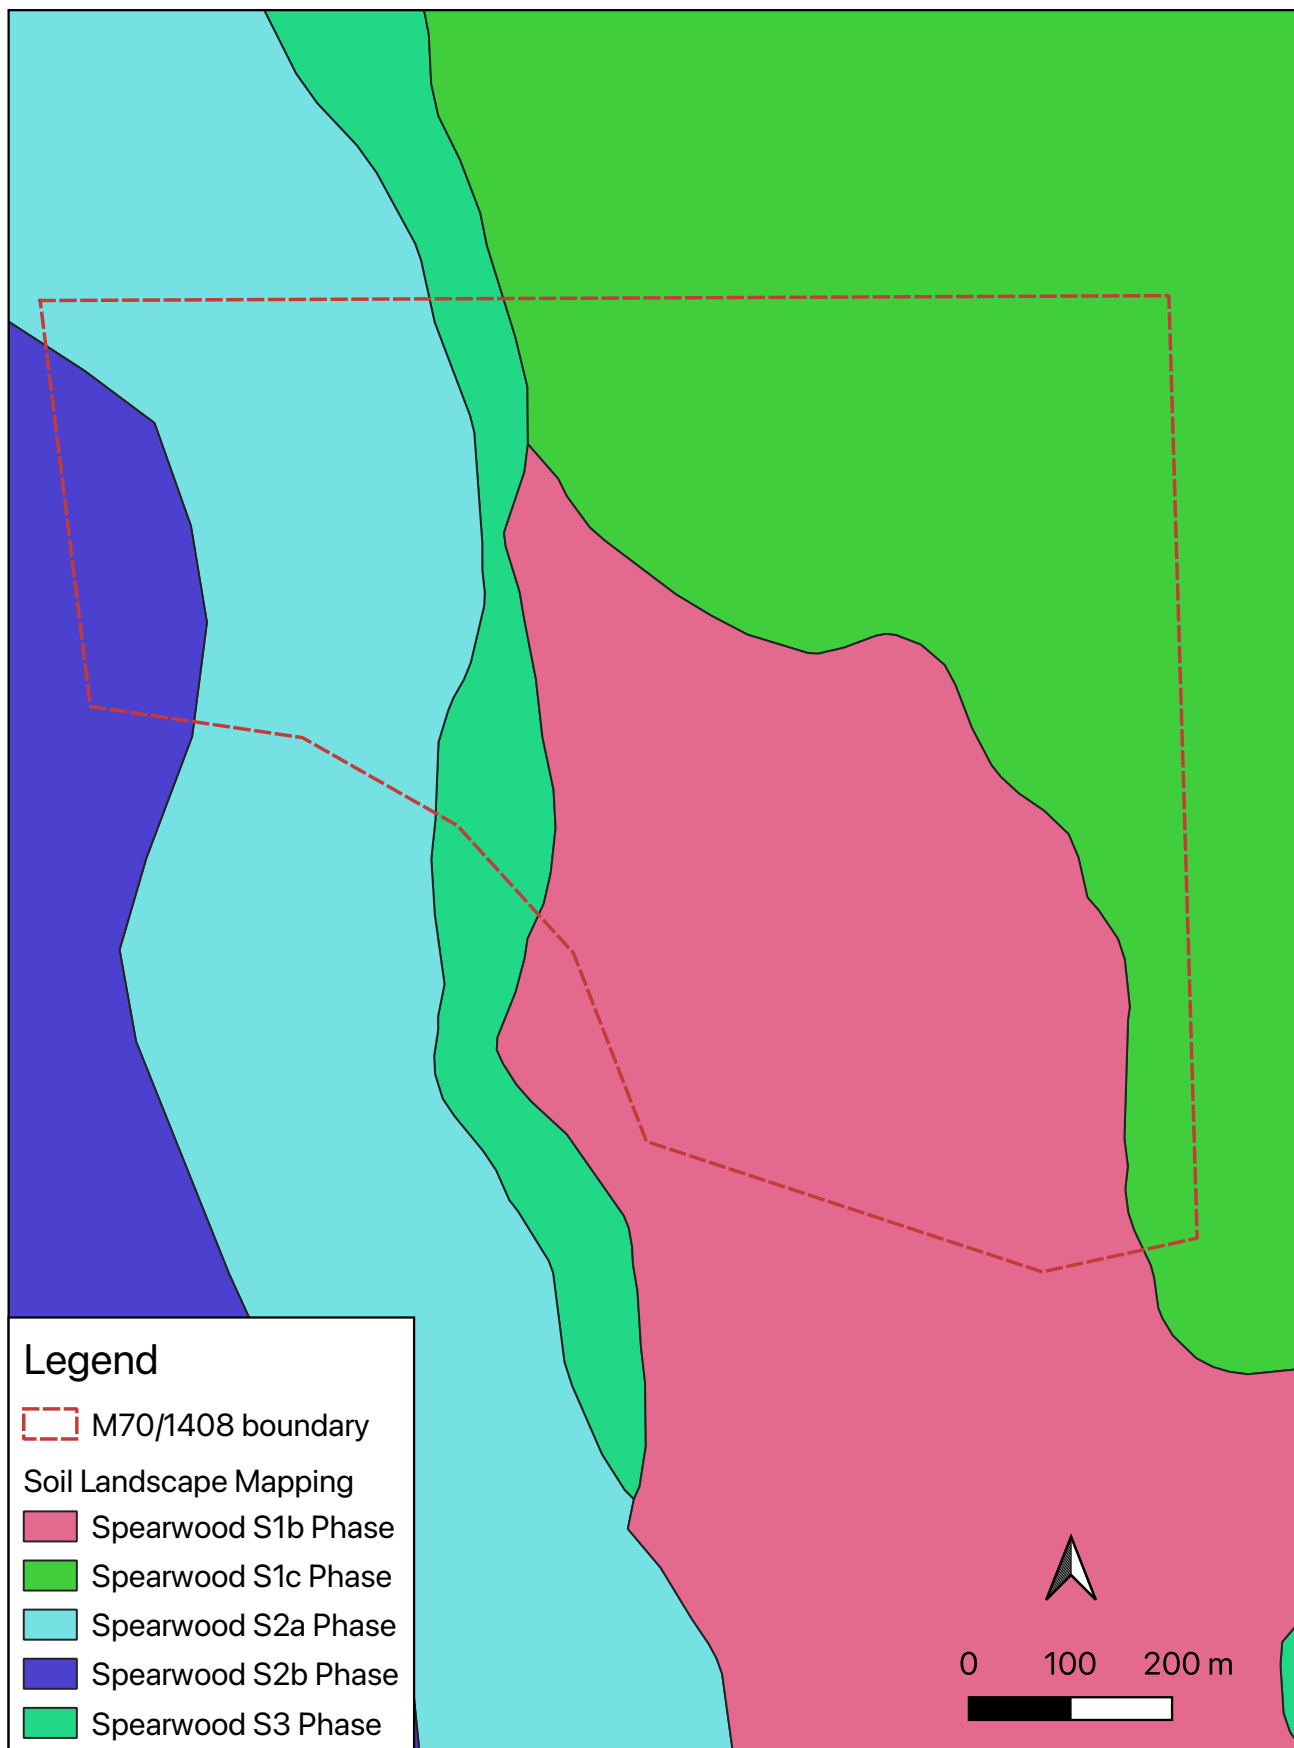 Legend
M70/1408 boundary
Soil Landscape Mapping
Spearwood S1b Phase
Spearwood S1c Phase
Spearwood S2a Phase
Spearwood S2b Phase
Spearwood S3 Phase
0 100 200 m